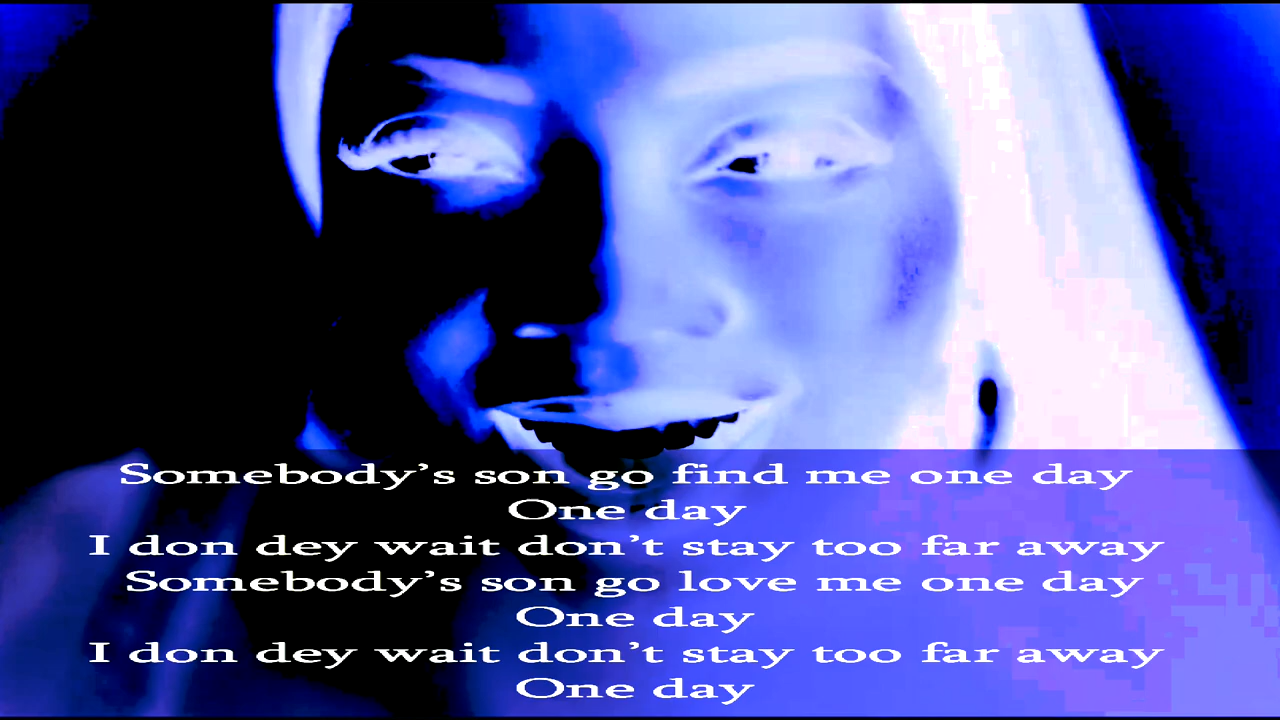 Somebody’s son go find me one day
One day
I don dey wait don’t stay too far away
Somebody’s son go love me one day
One day
I don dey wait don’t stay too far away
One day